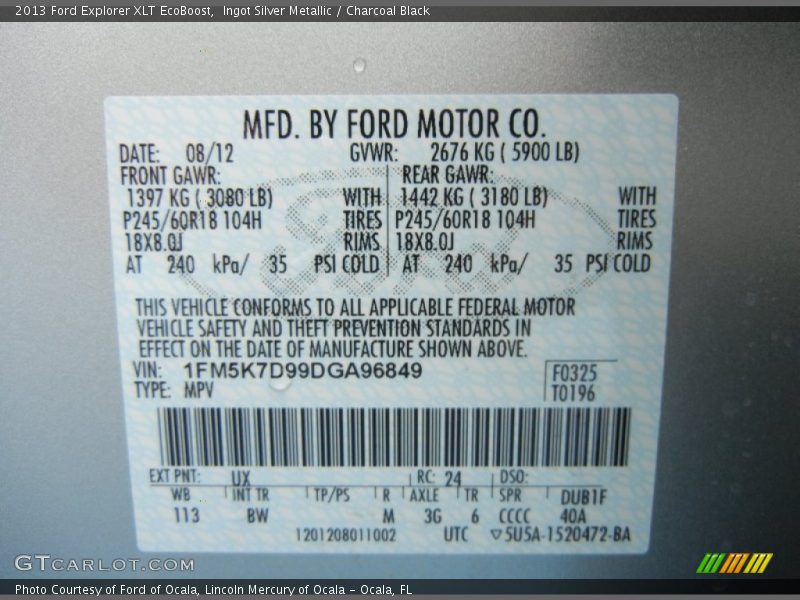 2013 Ford Explorer XLT EcoBoost, Ingot Silver Metallic / Charcoal Black
MFD. BY FORD MOTOR CO.
DATE: 08/12 GVWR: 2676 KG ( 5900 LB)
FRONT GAWR: REAR GAWR:
1397 KG ( 3080 LB) WITH 1442 KG ( 3180 LB) WITH
P245/60R18 104H TIRES P245/60R18 104H TIRES
18X8.0J RIMS 18X8.0J RIMS
AT 240 kPa/ 35 PSI COLD AT 240 kPa/ 35 PSI COLD
Ford
THIS VEHICLE CONFORMS TO ALL APPLICABLE FEDERAL MOTOR
VEHICLE SAFETY AND THEFT PREVENTION STANDARDS IN
EFFECT ON THE DATE OF MANUFACTURE SHOWN ABOVE.
VIN: 1FM5K7D99DGA96849 F0325
TYPE: MPV T0196
EXT PNT: UX RC: 24 DSO:
WB INT TR TP/PS R AXLE TR SPR DUB1F
113 BW M 3G 6 CCCC 40A
1201208011002 UTC ▽5U5A-1520472-BA
GTCARLOT.COM
Photo Courtesy of Ford of Ocala, Lincoln Mercury of Ocala – Ocala, FL